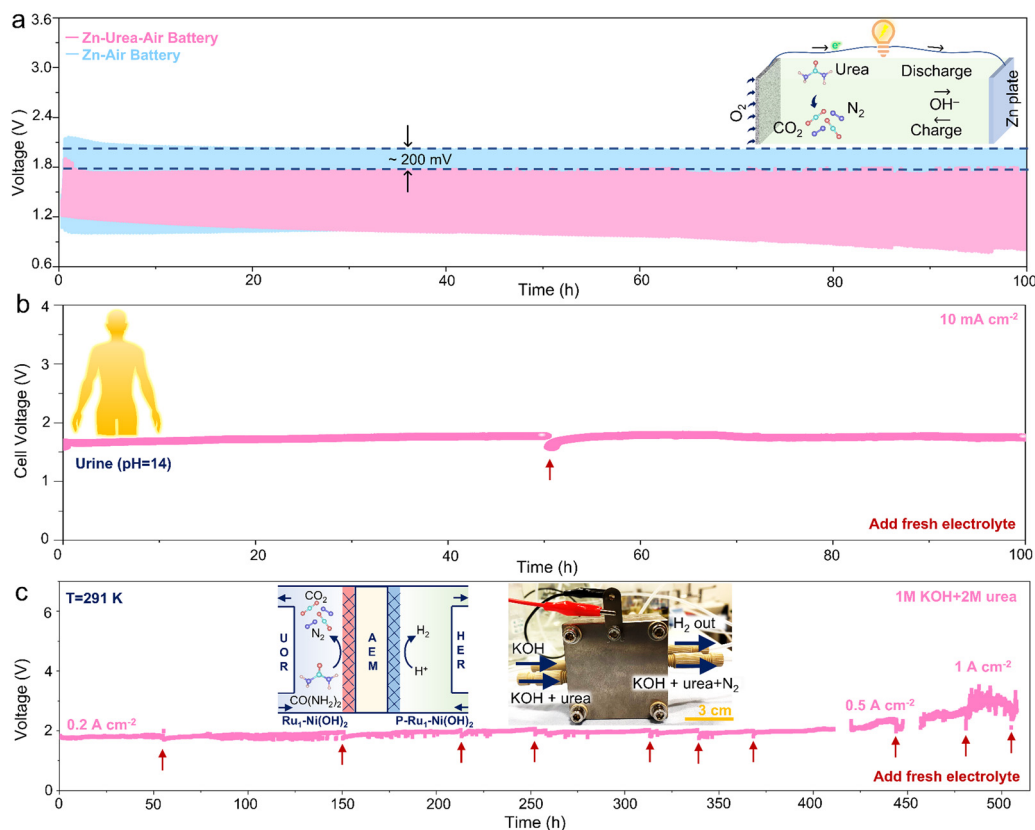 a
3.6
3.0
2.4
1.8
1.2
0.6
Voltage (V )
Zn-Urea-Air Battery
Zn-Air Battery
~ 200 mV
e⁻
Urea
Discharge
O₂
N₂
CO₂
OH⁻
Charge
Zn plate
0 20 40 60 80 100
Time (h)
b
4
3
2
1
0
Cell Voltage (V)
10 mA cm⁻²
Urine (pH=14)
Add fresh electrolyte
0 20 40 60 80 100
Time (h)
c
6
4
2
0
Voltage (V)
T=291 K
1M KOH+2M urea
CO₂
N₂
UOR
AEM
H₂
H⁺
HER
CO(NH₂)₂
Ru₁-Ni(OH)₂
P-Ru₁-Ni(OH)₂
KOH
KOH + urea
H₂ out
KOH + urea+N₂
3 cm
0.2 A cm⁻²
0.5 A cm⁻²
1 A cm⁻²
Add fresh electrolyte
0 50 100 150 200 250 300 350 400 450 500
Time (h)